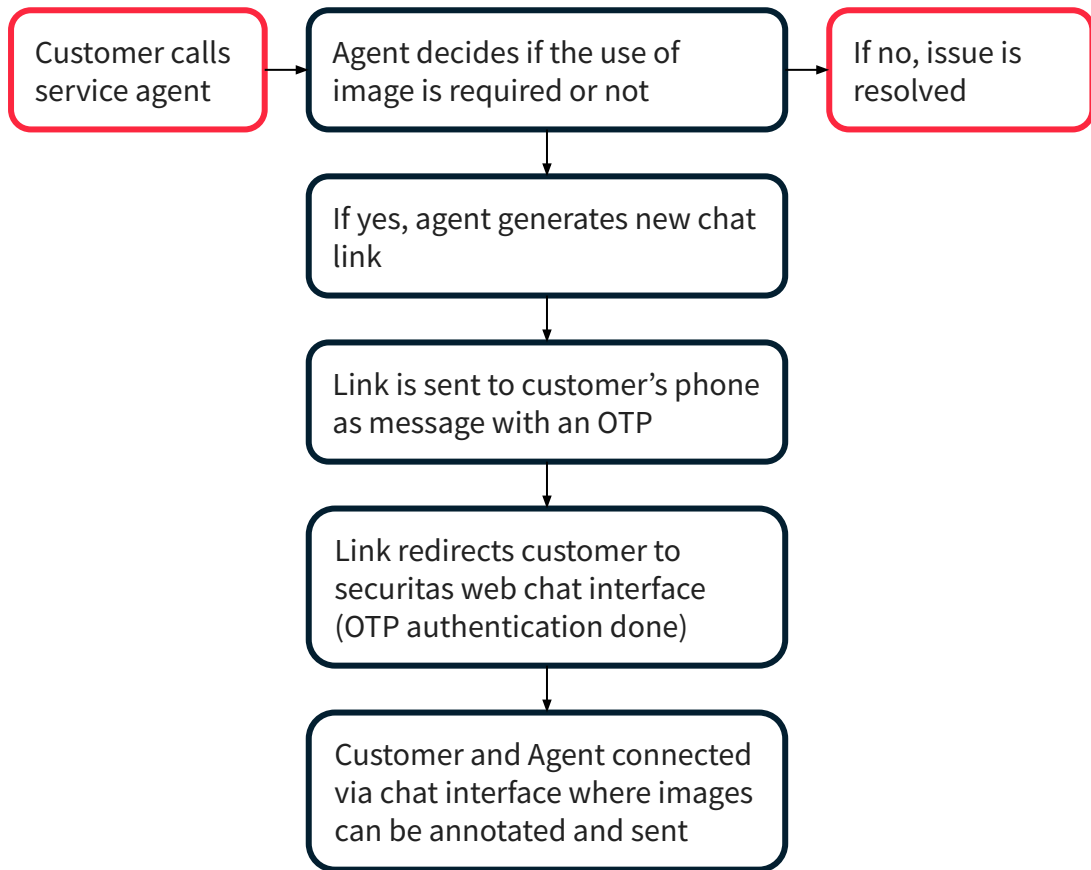 Customer calls
service agent
Agent decides if the use of
image is required or not
If no, issue is
resolved
If yes, agent generates new chat
link
Link is sent to customer’s phone
as message with an OTP
Link redirects customer to
securitas web chat interface
(OTP authentication done)
Customer and Agent connected
via chat interface where images
can be annotated and sent